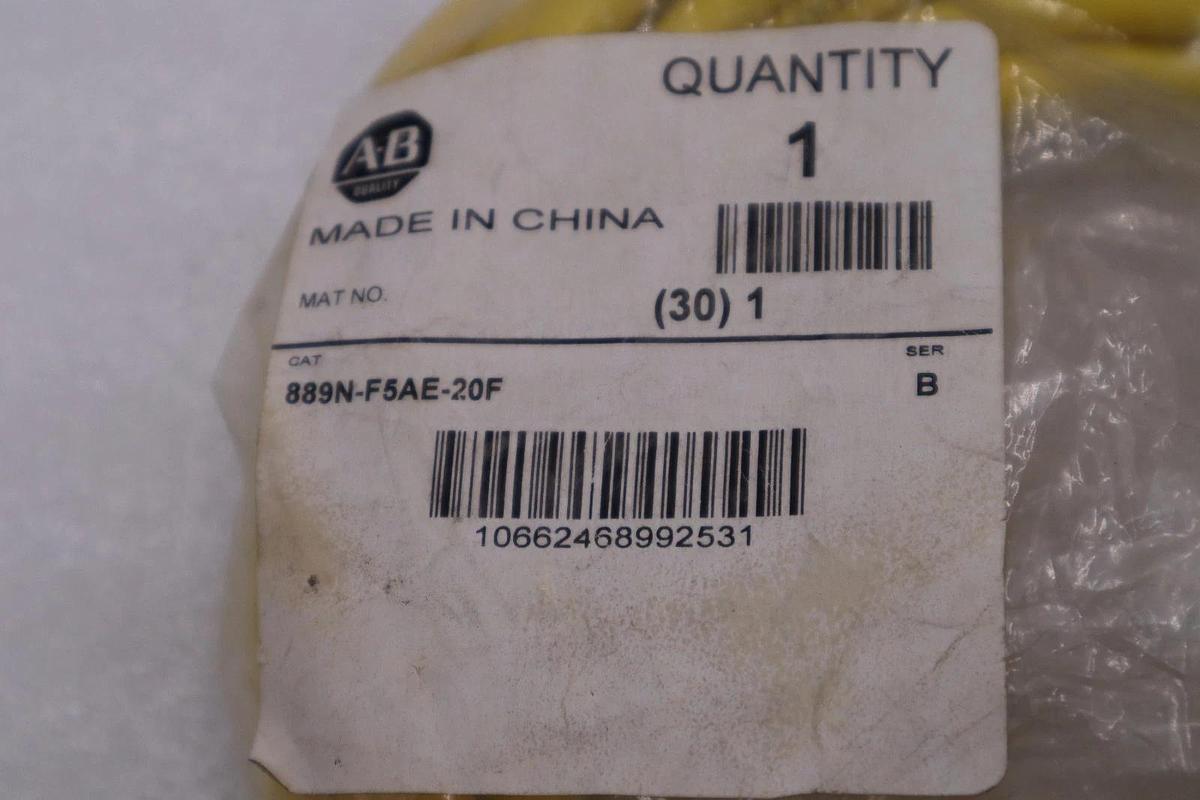 QUANTITY
1
A-B
QUALITY
MADE IN CHINA
MAT NO.
(30) 1
CAT
SER
889N-F5AE-20F
B
10662468992531